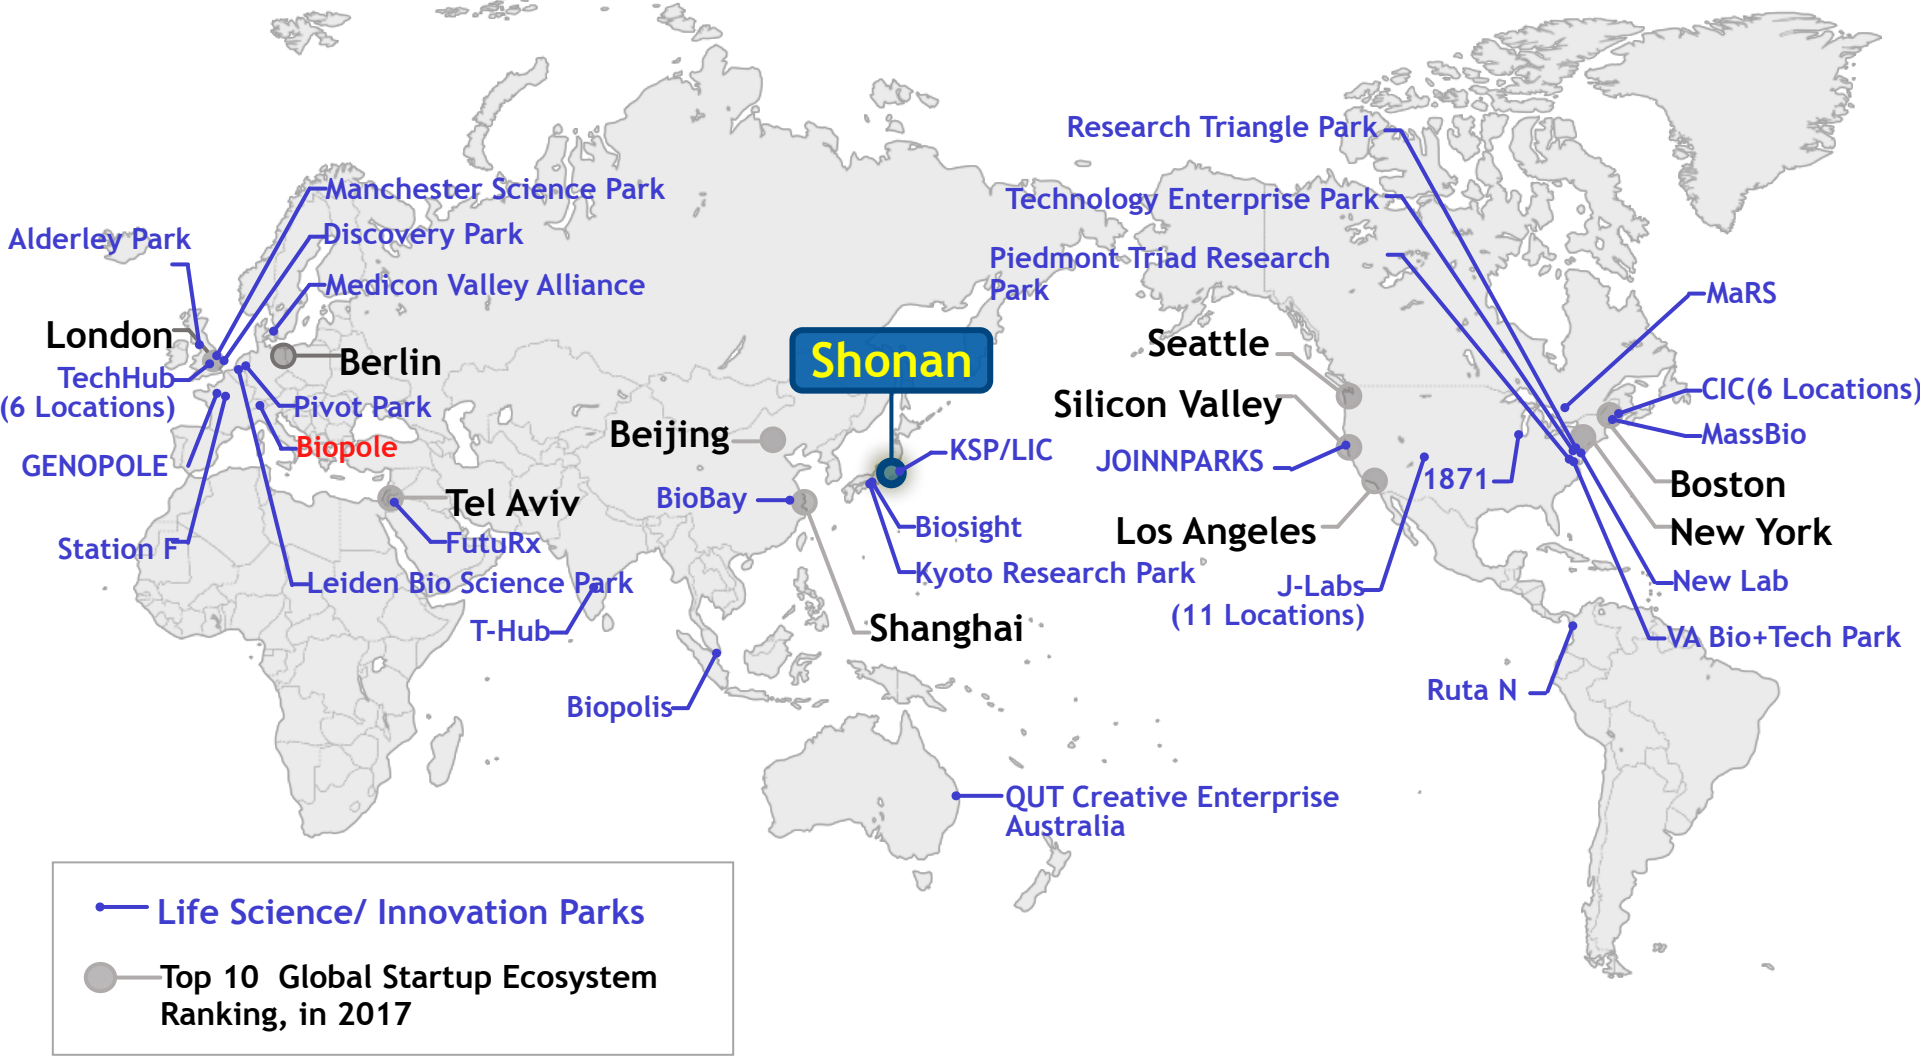 Research Triangle Park
Manchester Science Park
Technology Enterprise Park
Alderley Park
Discovery Park
Piedmont Triad Research
Park
Medicon Valley Alliance
MaRS
London
Berlin
Shonan
Seattle
TechHub
(6 Locations)
Pivot Park
Silicon Valley
CIC(6 Locations)
Biopole
Beijing
KSP/LIC
MassBio
GENOPOLE
JOINNPARKS
1871
Boston
Tel Aviv
BioBay
Biosight
Los Angeles
New York
Station F
FutuRx
Leiden Bio Science Park
Kyoto Research Park
J-Labs
(11 Locations)
New Lab
T-Hub
Shanghai
VA Bio+Tech Park
Biopolis
Ruta N
QUT Creative Enterprise
Australia
Life Science/ Innovation Parks
Top 10 Global Startup Ecosystem
Ranking, in 2017